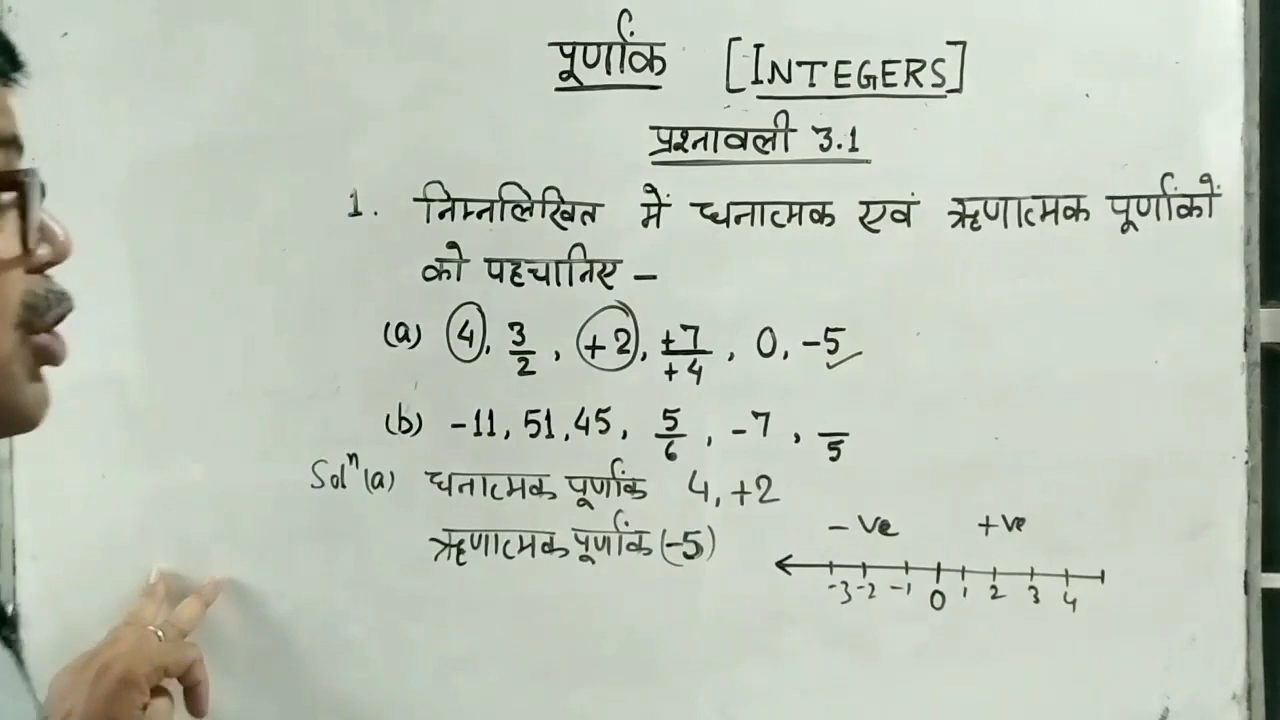 पूर्णांक [INTEGERS]
प्रश्नावली 3.1
1. निम्नलिखित में धनात्मक एवं ऋणात्मक पूर्णांकों
को पहचानिए –
(a) 4, 3/2, +2, +7/+4, 0, -5
(b) -11, 51, 45, 5/6, -7, /5
Solⁿ (a) धनात्मक पूर्णांक 4, +2
ऋणात्मक पूर्णांक (-5)
-ve +ve
-3 -2 -1 0 1 2 3 4